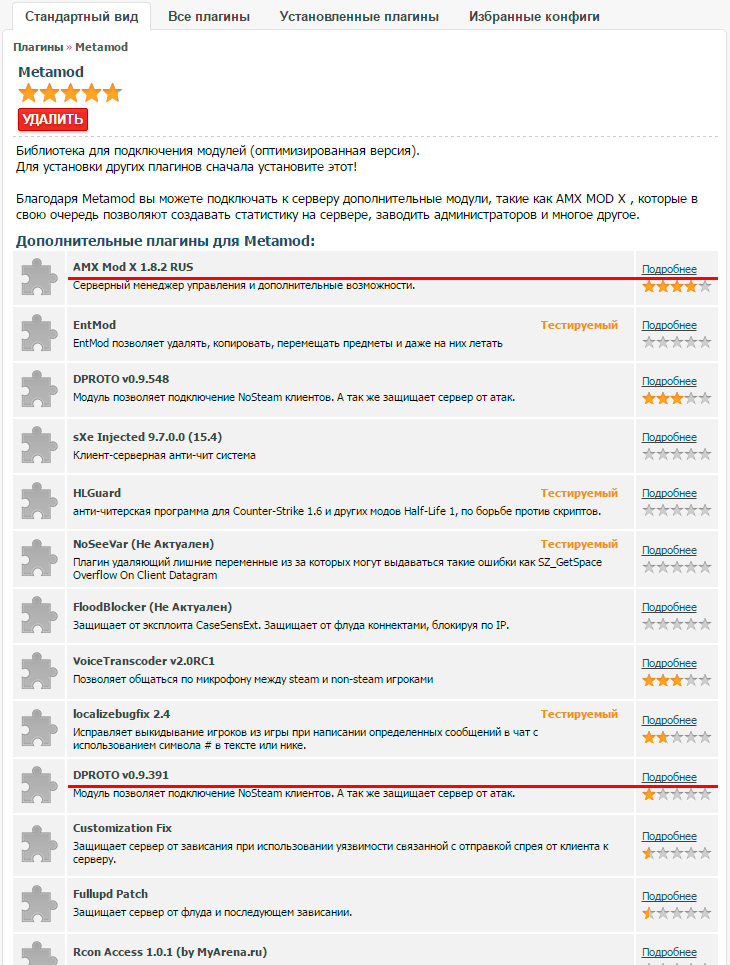 Стандартный вид Все плагины Установленные плагины Избранные конфиги
Плагины » Metamod
Metamod
УДАЛИТЬ
Библиотека для подключения модулей (оптимизированная версия).
Для установки других плагинов сначала установите этот!
Благодаря Metamod вы можете подключать к серверу дополнительные модули, такие как AMX MOD X , которые в
свою очередь позволяют создавать статистику на сервере, заводить администраторов и многое другое.
Дополнительные плагины для Metamod:
AMX Mod X 1.8.2 RUS
Подробнее
Серверный менеджер управления и дополнительные возможности.
EntMod Тестируемый Подробнее
EntMod позволяет удалять, копировать, перемещать предметы и даже на них летать
DPROTO v0.9.548 Подробнее
Модуль позволяет подключение NoSteam клиентов. А так же защищает сервер от атак.
sXe Injected 9.7.0.0 (15.4) Подробнее
Клиент-серверная анти-чит система
HLGuard Тестируемый Подробнее
анти-читерская программа для Counter-Strike 1.6 и других модов Half-Life 1, по борьбе против скриптов.
NoSeeVar (Не Актуален) Тестируемый Подробнее
Плагин удаляющий лишние переменные из за которых могут выдаваться такие ошибки как SZ_GetSpace
Overflow On Client Datagram
FloodBlocker (Не Актуален) Подробнее
Защищает от эксплоита CaseSensExt. Защищает от флуда коннектами, блокируя по IP.
VoiceTranscoder v2.0RC1 Подробнее
Позволяет общаться по микрофону между steam и non-steam игроками
localizebugfix 2.4 Тестируемый Подробнее
Исправляет выкидывание игроков из игры при написании определенных сообщений в чат с
использованием символа # в тексте или нике.
DPROTO v0.9.391 Подробнее
Модуль позволяет подключение NoSteam клиентов. А так же защищает сервер от атак.
Customization Fix Подробнее
Защищает сервер от зависания при использовании уязвимости связанной с отправкой спрея от клиента к
серверу.
Fullupd Patch Подробнее
Защищает сервер от флуда и последующем зависании.
Rcon Access 1.0.1 (by MyArena.ru) Подробнее